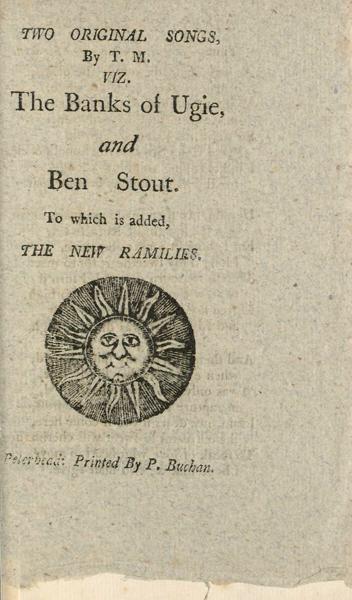 TWO ORIGINAL SONGS,
By T. M.
VIZ.
The Banks of Ugie,
and
Ben Stout.
To which is added,
THE NEW RAMILIES.
Peterhead: Printed By P. Buchan.